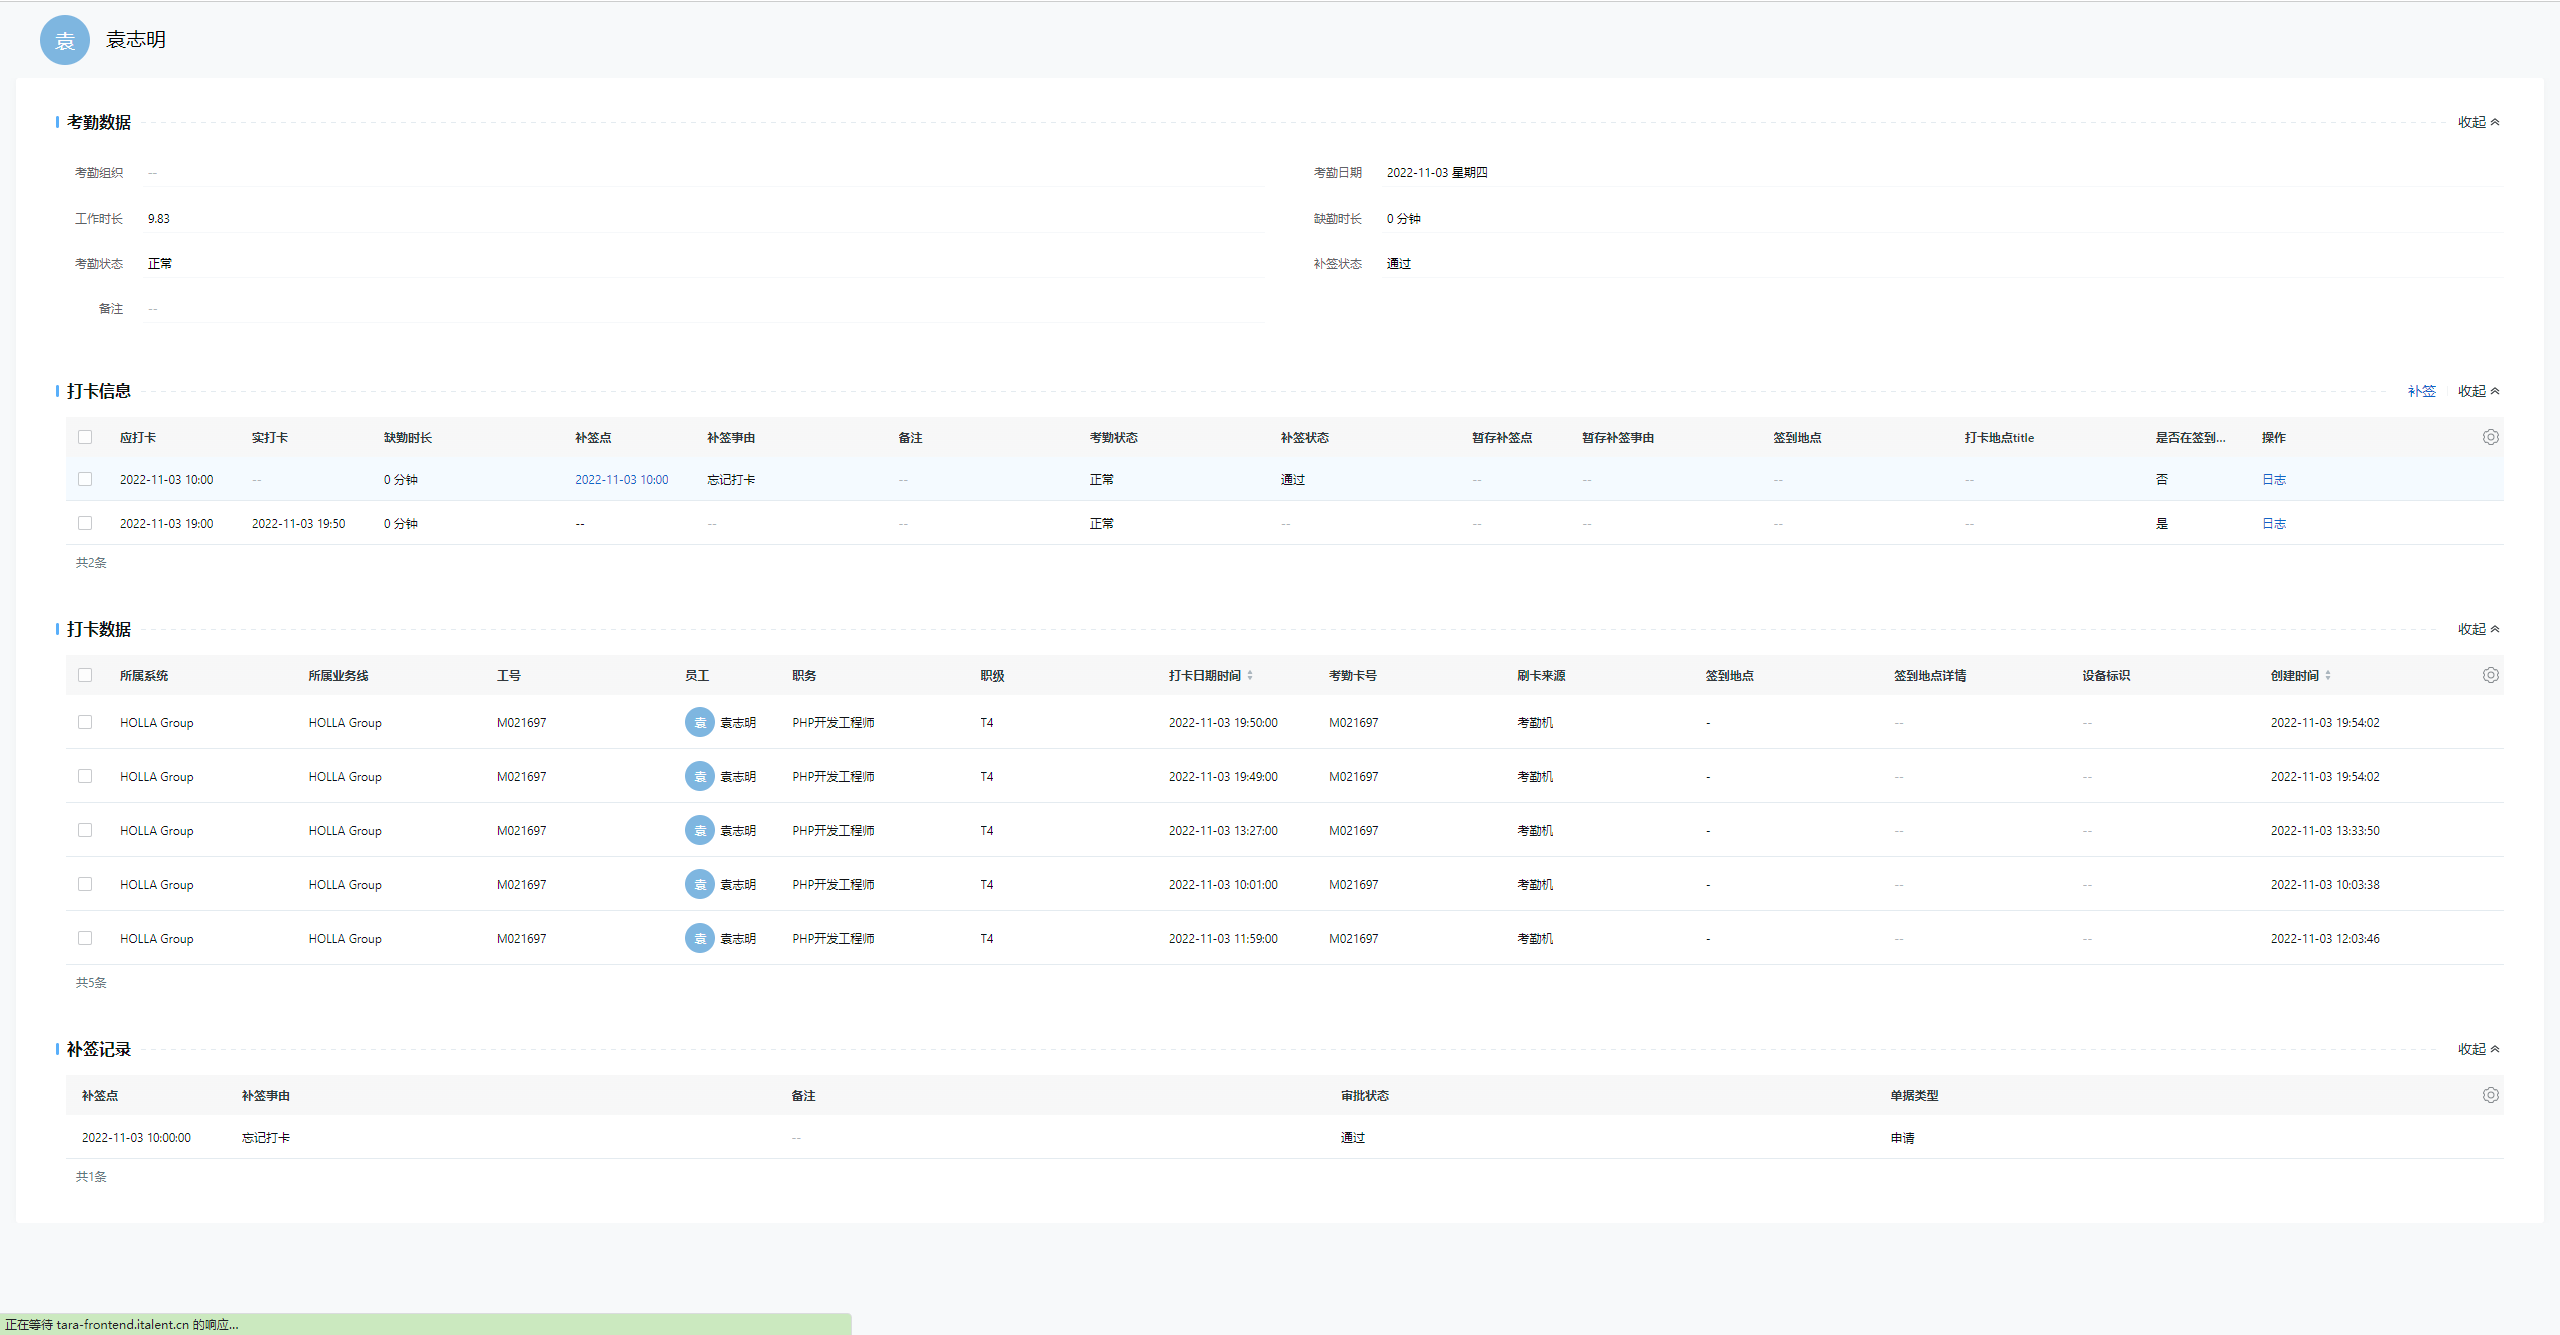 袁 袁志明
考勤数据 收起
考勤组织 -- 考勤日期 2022-11-03 星期四
工作时长 9.83 缺勤时长 0 分钟
考勤状态 正常 补签状态 通过
备注 --
打卡信息 补签 收起
应打卡 实打卡 缺勤时长 补签点 补签事由 备注 考勤状态 补签状态 暂存补签点 暂存补签事由 签到地点 打卡地点title 是否在签到... 操作
2022-11-03 10:00 -- 0 分钟 2022-11-03 10:00 忘记打卡 -- 正常 通过 -- -- -- -- 否 日志
2022-11-03 19:00 2022-11-03 19:50 0 分钟 -- -- -- 正常 -- -- -- -- -- 是 日志
共2条
打卡数据 收起
所属系统 所属业务线 工号 员工 职务 职级 打卡日期时间 考勤卡号 刷卡来源 签到地点 签到地点详情 设备标识 创建时间
HOLLA Group HOLLA Group M021697 袁 袁志明 PHP开发工程师 T4 2022-11-03 19:50:00 M021697 考勤机 - -- -- 2022-11-03 19:54:02
HOLLA Group HOLLA Group M021697 袁 袁志明 PHP开发工程师 T4 2022-11-03 19:49:00 M021697 考勤机 - -- -- 2022-11-03 19:54:02
HOLLA Group HOLLA Group M021697 袁 袁志明 PHP开发工程师 T4 2022-11-03 13:27:00 M021697 考勤机 - -- -- 2022-11-03 13:33:50
HOLLA Group HOLLA Group M021697 袁 袁志明 PHP开发工程师 T4 2022-11-03 10:01:00 M021697 考勤机 - -- -- 2022-11-03 10:03:38
HOLLA Group HOLLA Group M021697 袁 袁志明 PHP开发工程师 T4 2022-11-03 11:59:00 M021697 考勤机 - -- -- 2022-11-03 12:03:46
共5条
补签记录 收起
补签点 补签事由 备注 审批状态 单据类型
2022-11-03 10:00:00 忘记打卡 -- 通过 申请
共1条
正在等待 tara-frontend.italent.cn 的响应...